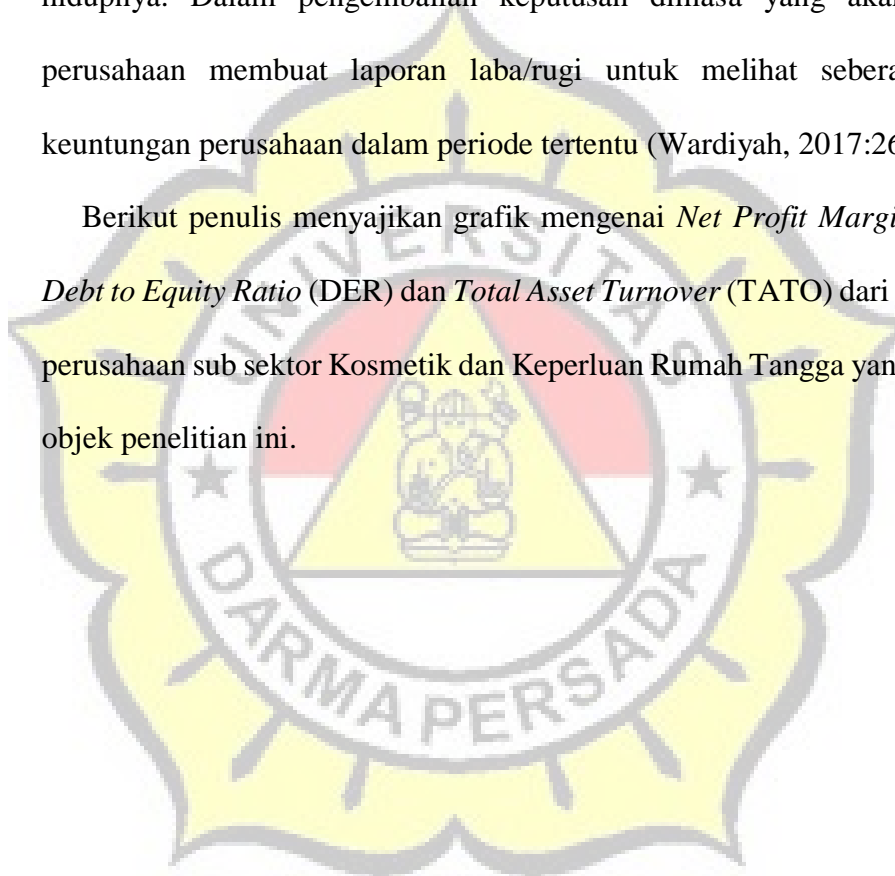 hidupnya. Dalam pengembalian keputusan dimasa yang akan
perusahaan membuat laporan laba/rugi untuk melihat sebera
keuntungan perusahaan dalam periode tertentu (Wardiyah, 2017:26
Berikut penulis menyajikan grafik mengenai Net Profit Margi
Debt to Equity Ratio (DER) dan Total Asset Turnover (TATO) dari
perusahaan sub sektor Kosmetik dan Keperluan Rumah Tangga yan
objek penelitian ini.
UNIVERSITAS
DARMA PERSADA